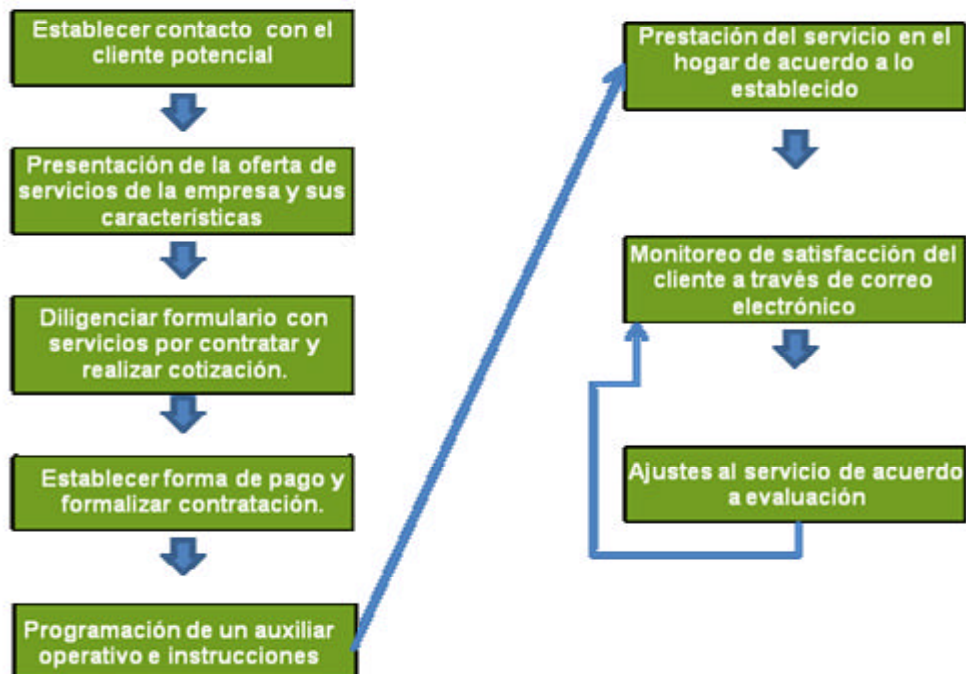 Establecer contacto con el
cliente potencial
Presentación de la oferta de
servicios de la empresa y sus
características
Diligenciar formulario con
servicios por contratar y
realizar cotización.
Establecer forma de pago y
formalizar contratación.
Programación de un auxiliar
operativo e instrucciones
Prestación del servicio en el
hogar de acuerdo a lo
establecido
Monitoreo de satisfacción del
cliente a través de correo
electrónico
Ajustes al servicio de acuerdo
a evaluación